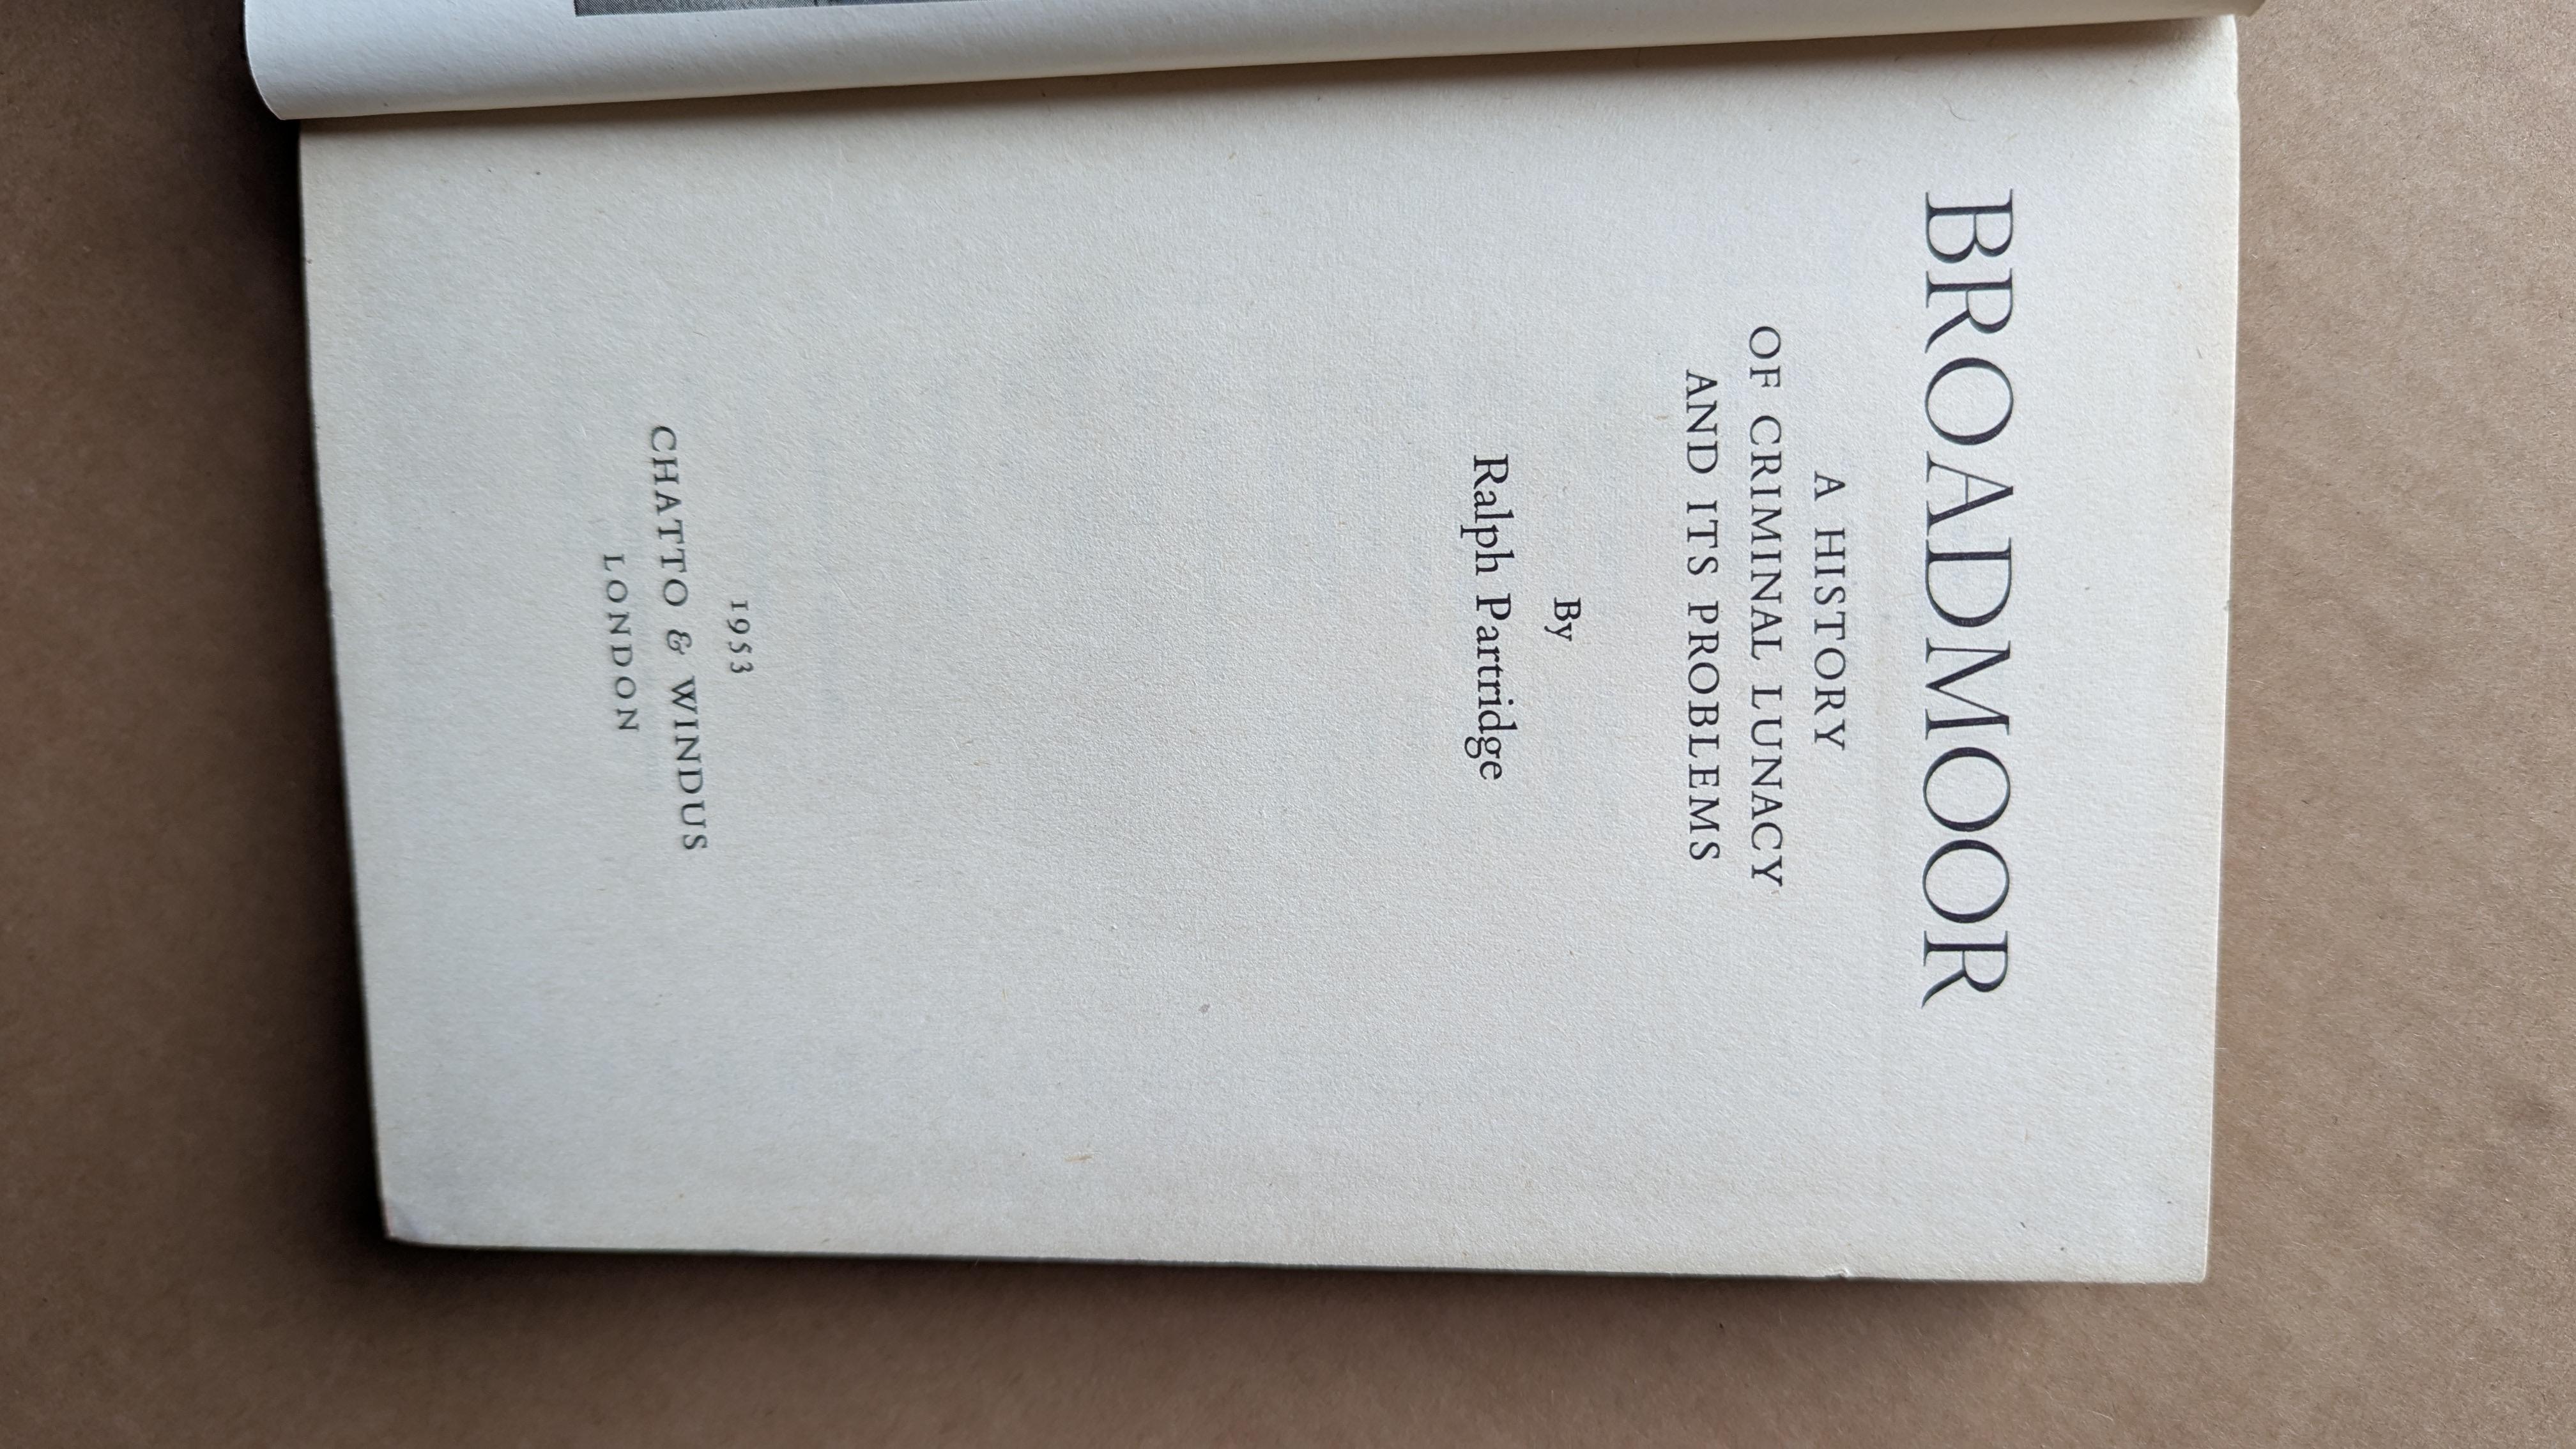 BROADMOOR
A HISTORY
OF CRIMINAL LUNACY
AND ITS PROBLEMS
By
Ralph Partridge
1953
CHATTO & WINDUS
LONDON